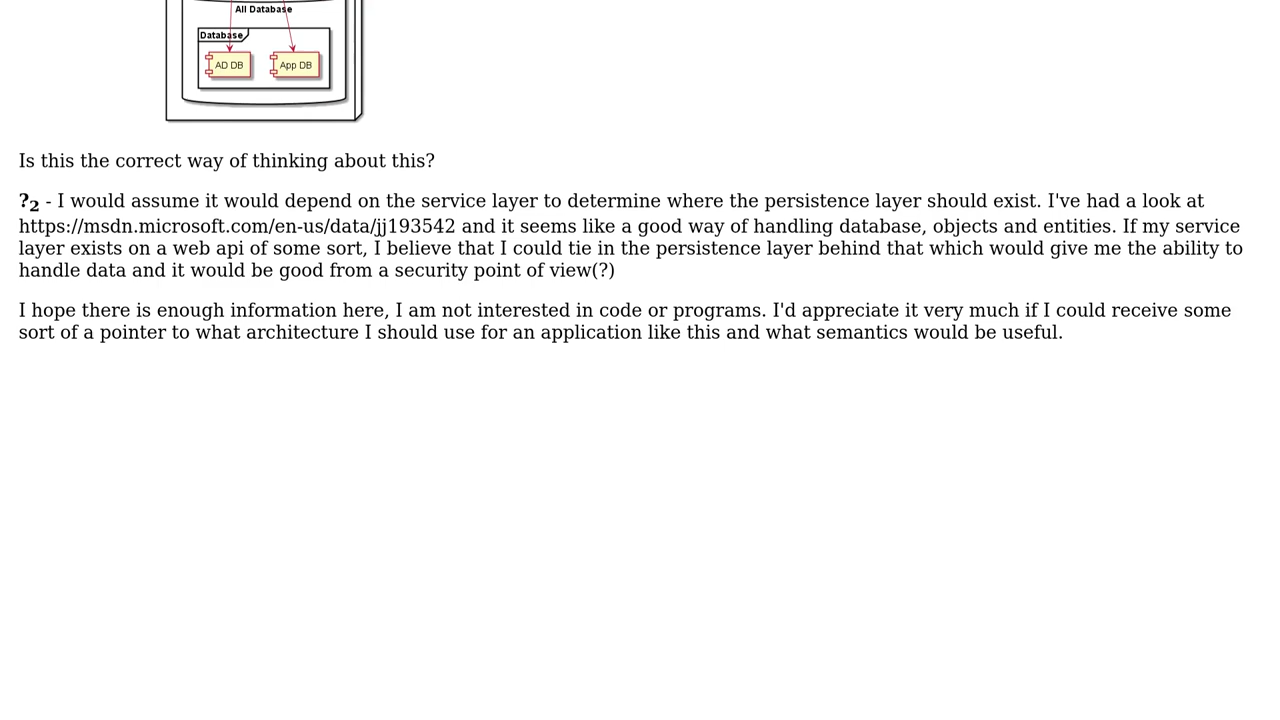 All Database
Database
AD DB
App DB
Is this the correct way of thinking about this?
?2 - I would assume it would depend on the service layer to determine where the persistence layer should exist. I've had a look at
https://msdn.microsoft.com/en-us/data/jj193542 and it seems like a good way of handling database, objects and entities. If my service
layer exists on a web api of some sort, I believe that I could tie in the persistence layer behind that which would give me the ability to
handle data and it would be good from a security point of view(?)
I hope there is enough information here, I am not interested in code or programs. I'd appreciate it very much if I could receive some
sort of a pointer to what architecture I should use for an application like this and what semantics would be useful.